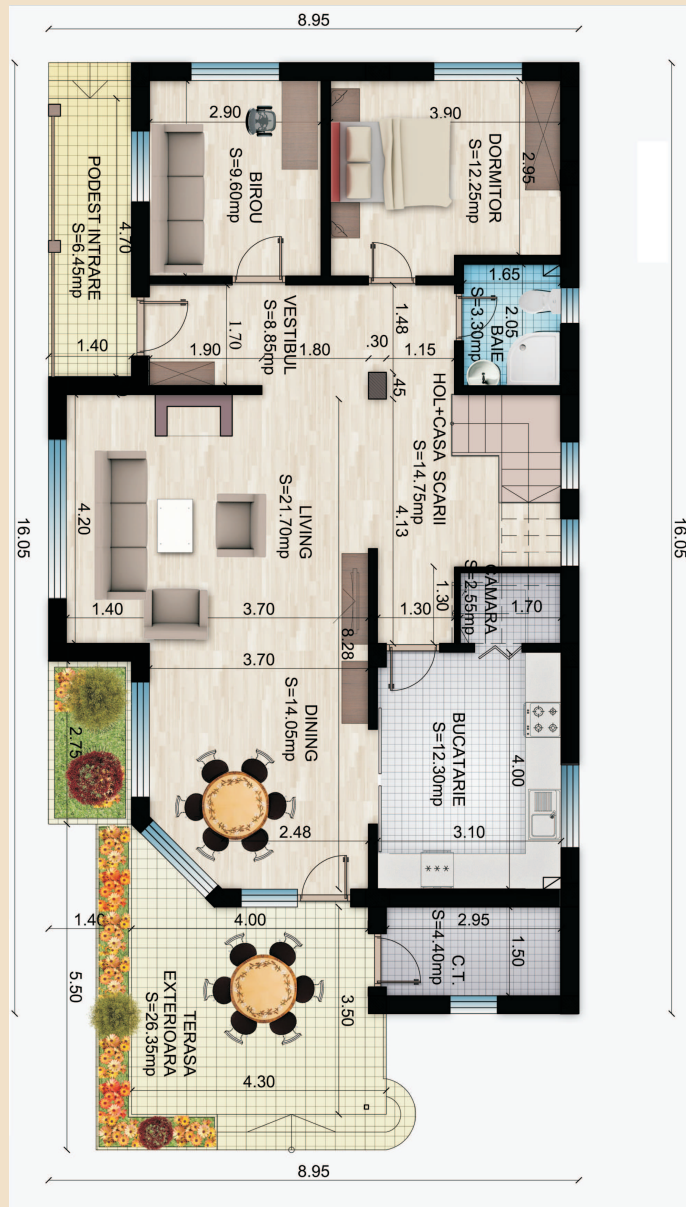 8.95
2.90
3.90
BIROU
S=9.60mp
DORMITOR
S=12.25mp
2.95
PODEST INTRARE
S=6.45mp
4.70
1.40
1.65
2.05
BAIE
S=3.30mp
VESTIBUL
S=8.85mp
1.70
1.48
1.90
1.80
.30
1.15
.45
HOL+CASA SCARII
S=14.75mp
4.20
LIVING
S=21.70mp
4.13
16.05
16.05
CAMARA
S=2.55mp
1.30
1.40
3.70
1.30
1.70
8.28
3.70
DINING
S=14.05mp
BUCATARIE
S=12.30mp
4.00
2.75
2.48
3.10
***
1.40
4.00
2.95
C.T.
S=4.40mp
1.50
5.50
TERASA
EXTERIOARA
S=26.35mp
3.50
4.30
8.95